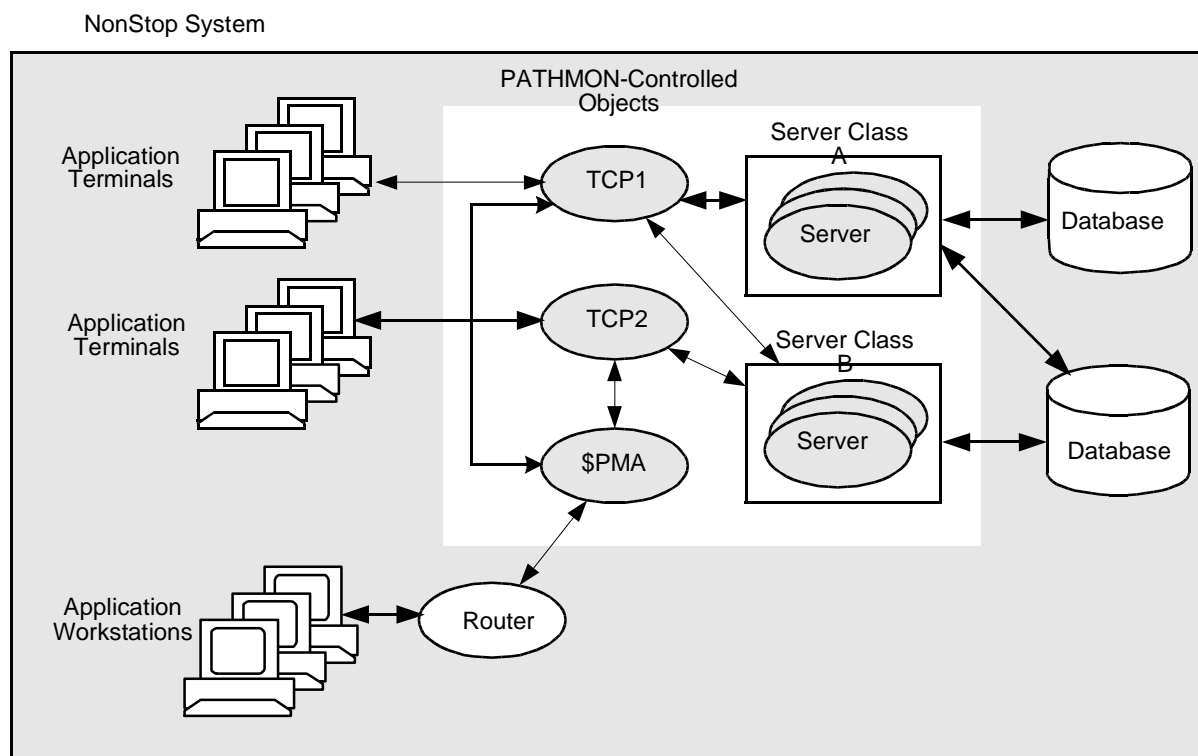 NonStop System
PATHMON-Controlled
Objects
Application
Terminals
TCP1
Server Class
A
Server
Database
Application
Terminals
TCP2
Server Class
B
Server
Database
$PMA
Application
Workstations
Router